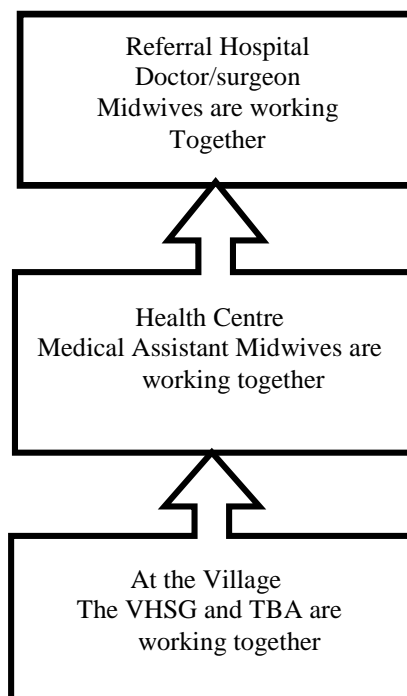 Referral Hospital
Doctor/surgeon
Midwives are working
Together
Health Centre
Medical Assistant Midwives are
working together
At the Village
The VHSG and TBA are
working together